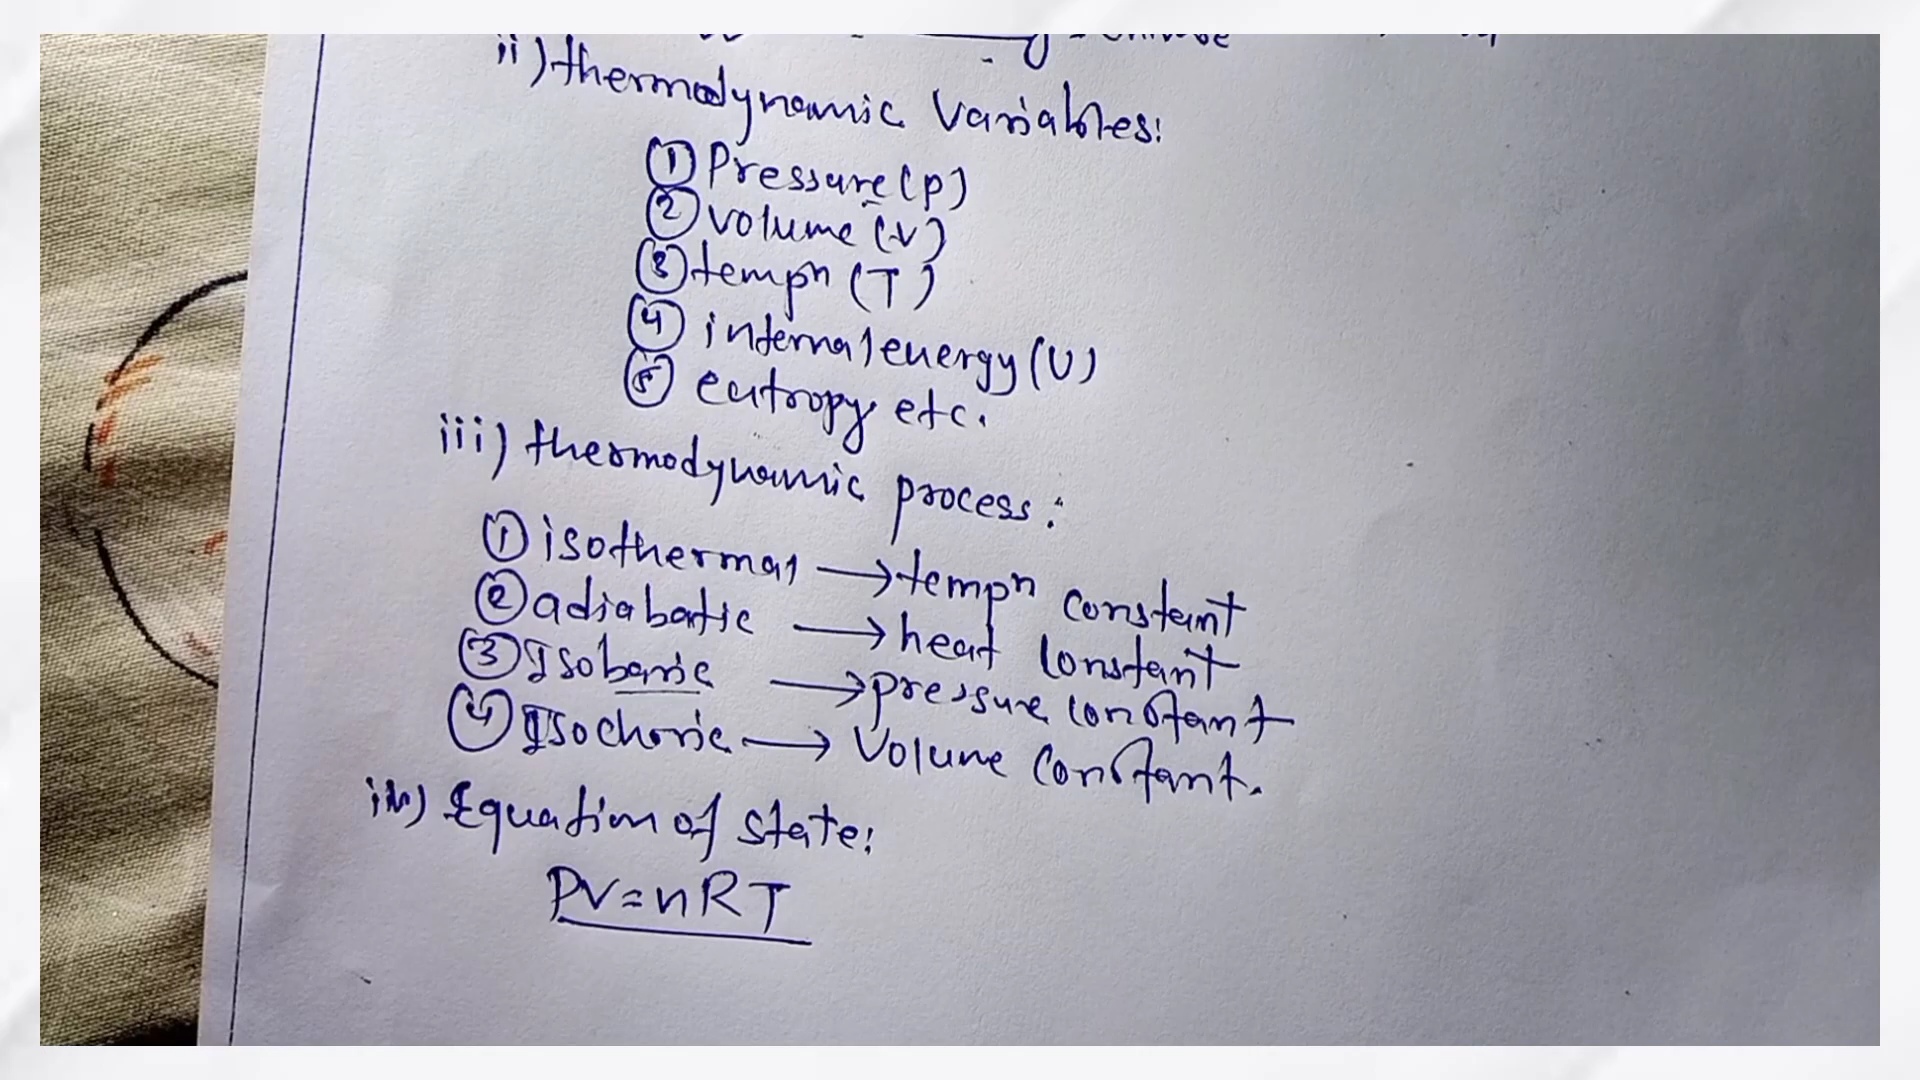 ii) thermodynamic Variables:
① Pressure (P)
② volume (V)
③ tempn (T)
④ internal energy (U)
⑤ entropy etc.
iii) thermodynamic process:
① isothermal → tempn constant
② adiabatic → heat constant
③ Isobaric → pressure constant
④ Isochoric → Volume constant.
iv) Equation of state:
PV=nRT